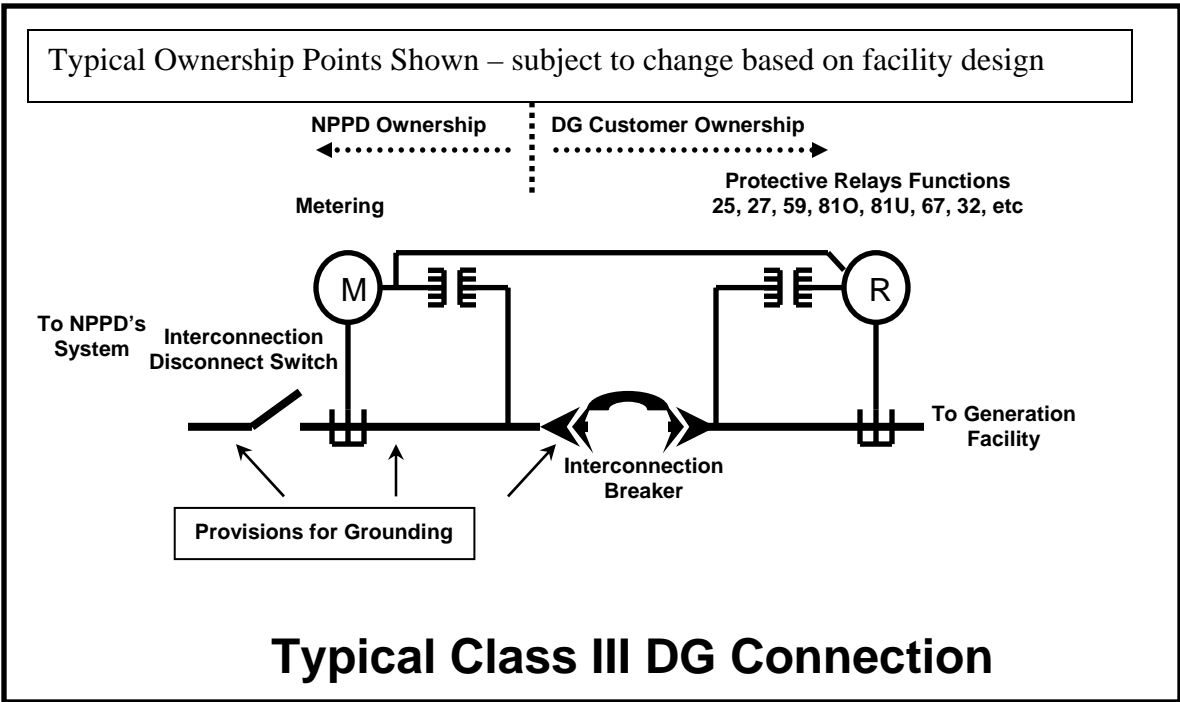 Typical Ownership Points Shown – subject to change based on facility design
NPPD Ownership
DG Customer Ownership
Protective Relays Functions
25, 27, 59, 81O, 81U, 67, 32, etc
Metering
M
R
To NPPD's
System
Interconnection
Disconnect Switch
To Generation
Facility
Interconnection
Breaker
Provisions for Grounding
Typical Class III DG Connection